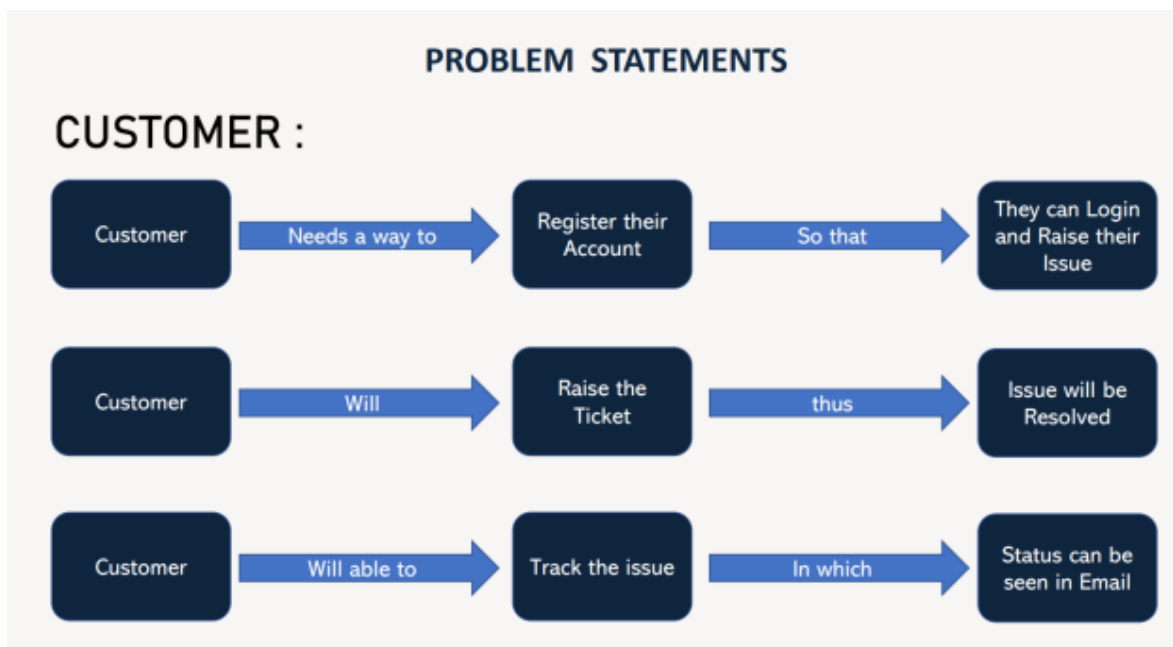 PROBLEM STATEMENTS
CUSTOMER :
Customer
Needs a way to
Register their
Account
So that
They can Login
and Raise their
Issue
Customer
Will
Raise the
Ticket
thus
Issue will be
Resolved
Customer
Will able to
Track the issue
In which
Status can be
seen in Email